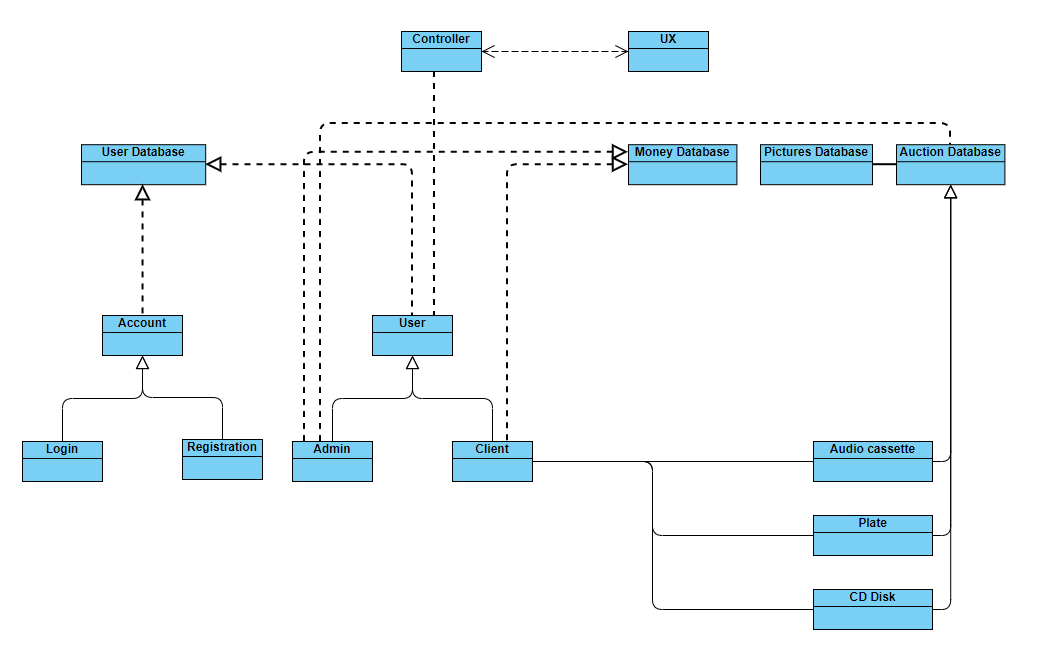 Controller
UX
User Database
Money Database
Pictures Database
Auction Database
Account
User
Login
Registration
Admin
Client
Audio cassette
Plate
CD Disk